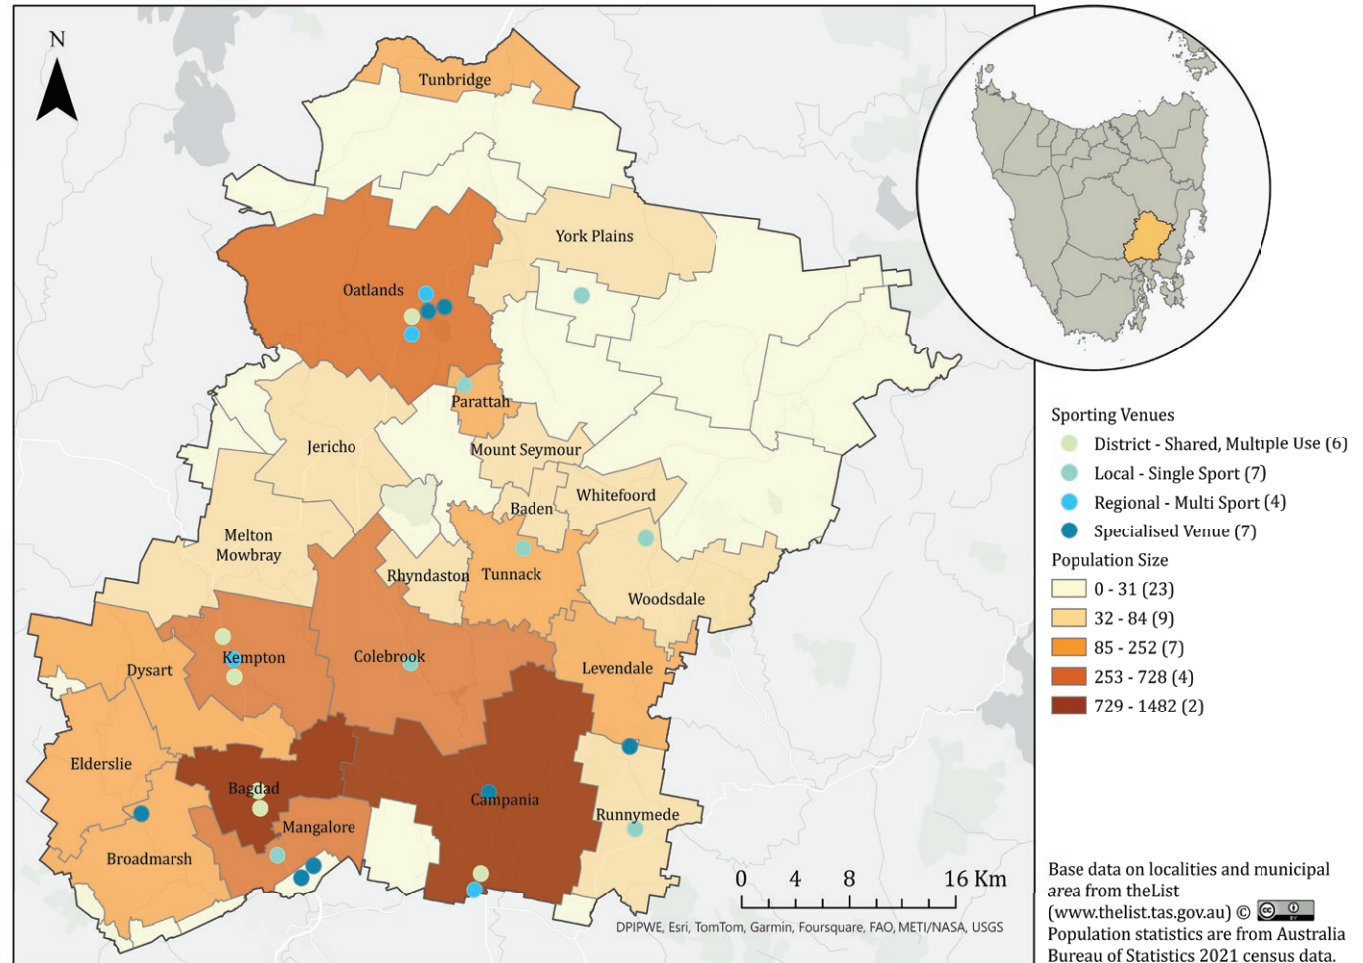 N
Tunbridge
York Plains
Oatlands
Parattah
Jericho
Mount Seymour
Whitefoord
Baden
Melton
Mowbray
Rhyndaston
Tunnack
Woodsdale
Kempton
Colebrook
Levendale
Dysart
Elderslie
Bagdad
Campania
Runnymede
Mangalore
Broadmarsh
0 4 8 16 Km
DPIPWE, Esri, TomTom, Garmin, Foursquare, FAO, METI/NASA, USGS
Sporting Venues
District - Shared, Multiple Use (6)
Local - Single Sport (7)
Regional - Multi Sport (4)
Specialised Venue (7)
Population Size
0 - 31 (23)
32 - 84 (9)
85 - 252 (7)
253 - 728 (4)
729 - 1482 (2)
Base data on localities and municipal
area from theList
(www.thelist.tas.gov.au) © cc BY
Population statistics are from Australia
Bureau of Statistics 2021 census data.